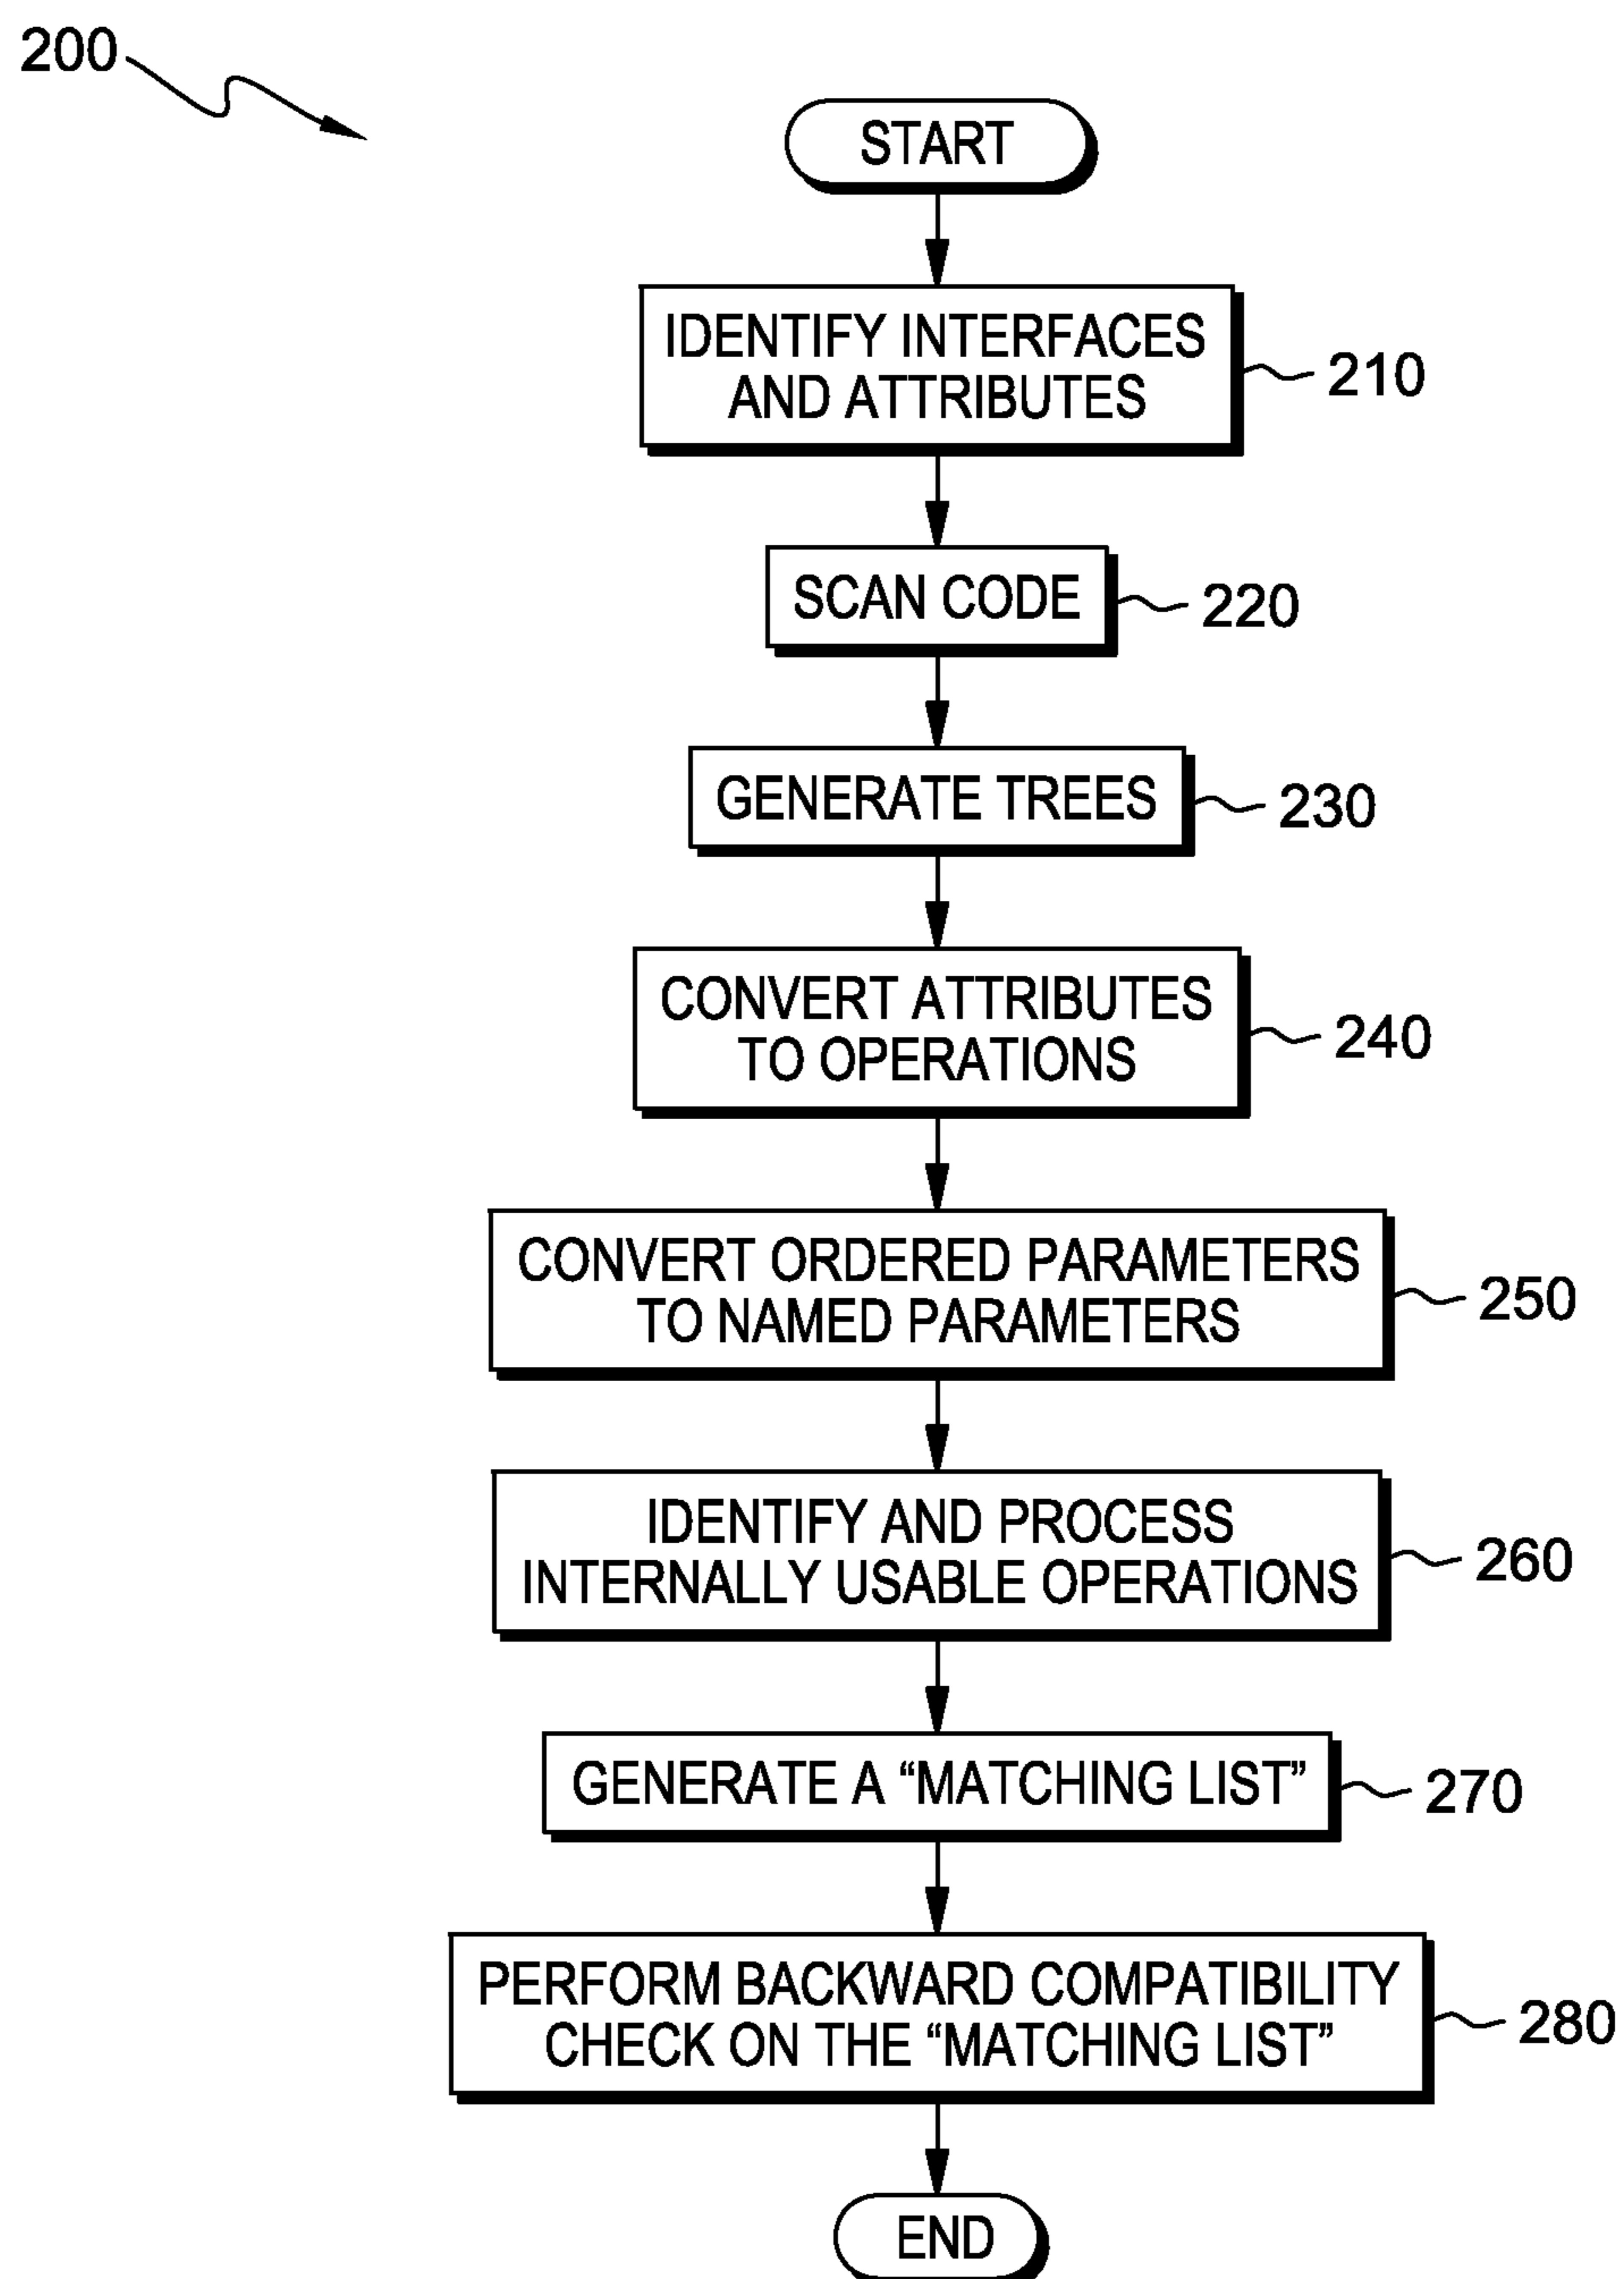 200
START
IDENTIFY INTERFACES
AND ATTRIBUTES
210
SCAN CODE
220
GENERATE TREES
230
CONVERT ATTRIBUTES
TO OPERATIONS
240
CONVERT ORDERED PARAMETERS
TO NAMED PARAMETERS
250
IDENTIFY AND PROCESS
INTERNALLY USABLE OPERATIONS
260
GENERATE A “MATCHING LIST”
270
PERFORM BACKWARD COMPATIBILITY
CHECK ON THE “MATCHING LIST”
280
END